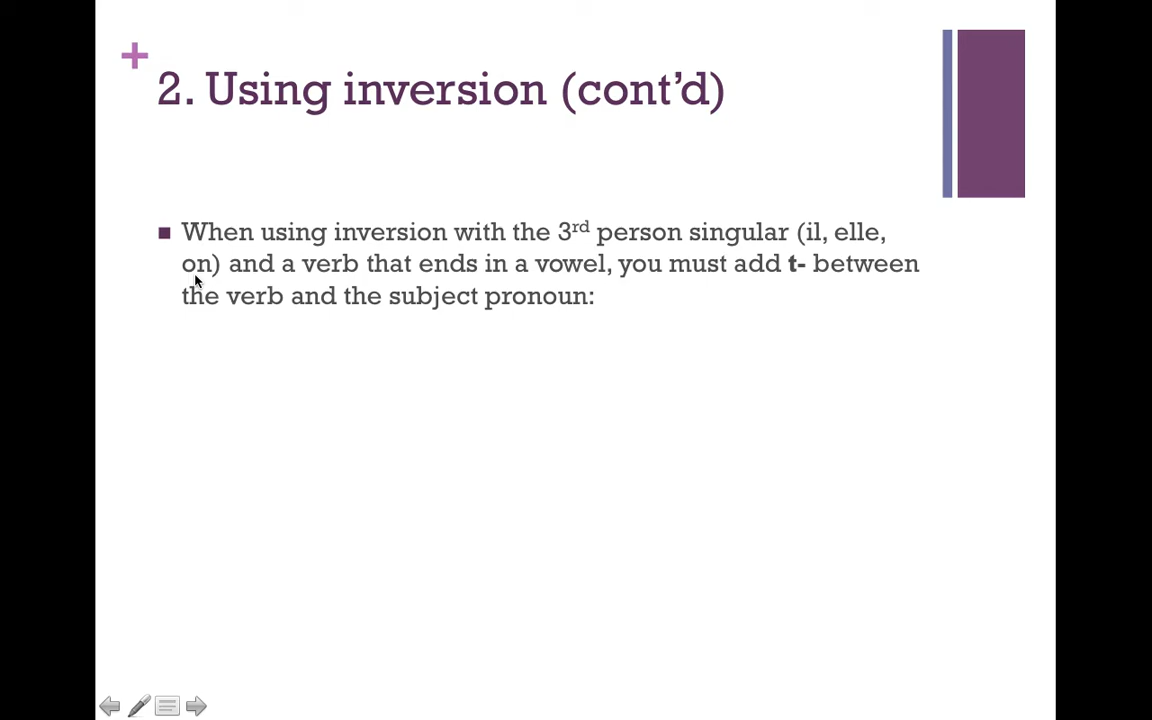 +
2. Using inversion (cont’d)
When using inversion with the 3rd person singular (il, elle,
on) and a verb that ends in a vowel, you must add t- between
the verb and the subject pronoun: